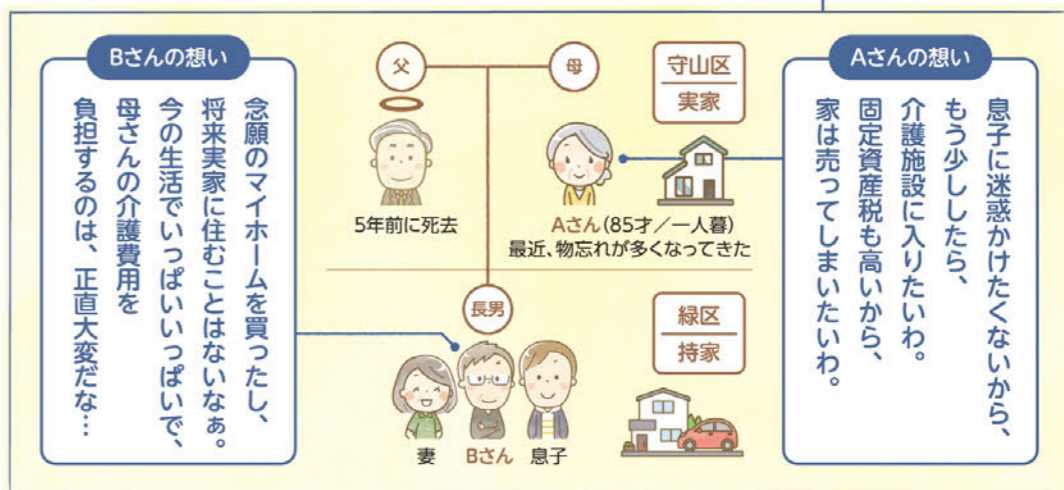 Aさんの想い
息子に迷惑かけたくないから、
もう少ししたら、
介護施設に入りたいわ。
固定資産税も高いから、
家は売ってしまいたいわ。
父
母
守山区
実家
5年前に死去
Aさん(85才／一人暮)
最近、物忘れが多くなってきた
長男
緑区
持家
妻
Bさん
息子
Bさんの想い
念願のマイホームを買ったし、
将来実家に住むことはないなぁ。
今の生活でいっぱいいっぱいで、
母さんの介護費用を
負担するのは、正直大変だな…